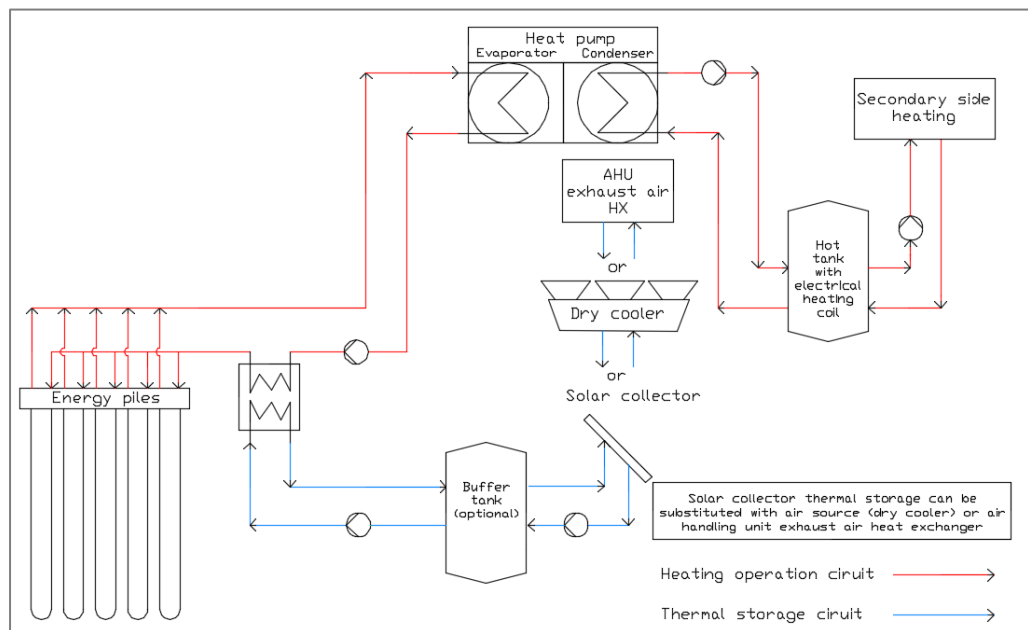 Heat pump
Evaporator Condenser
Secondary side
heating
AHU
exhaust air
HX
Hot
tank
with
electrical
heating
coil
or
Dry cooler
or
Solar collector
Energy piles
Buffer
tank
(optional)
Solar collector thermal storage can be
substituted with air source (dry cooler) or air
handling unit exhaust air heat exchanger
Heating operation ciruit
Thermal storage ciruit